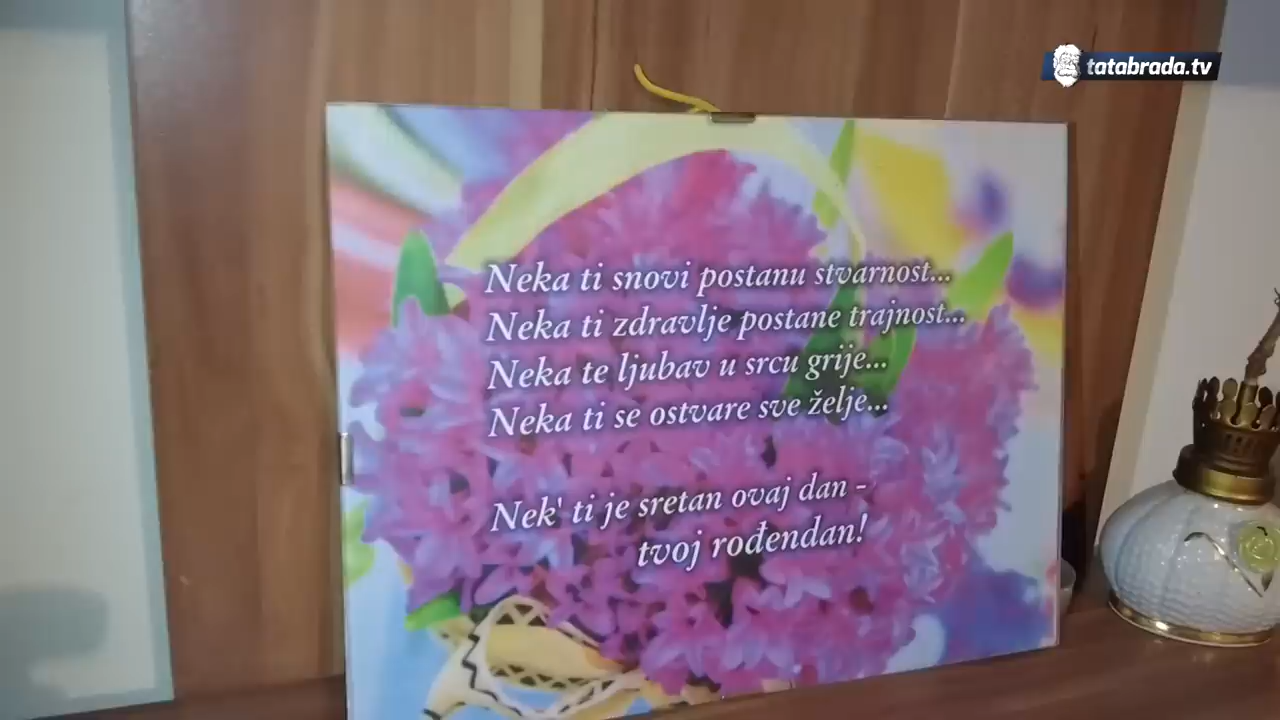 tatabrada.tv
Neka ti snovi postanu stvarnost...
Neka ti zdravlje postane trajnost...
Neka te ljubav u srcu grije...
Neka ti se ostvare sve želje...
Nek' ti je sretan ovaj dan -
tvoj rođendan!